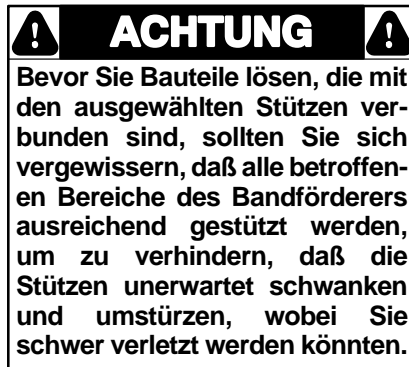 ACHTUNG
Bevor Sie Bauteile lösen, die mit
den ausgewählten Stützen ver-
bunden sind, sollten Sie sich
vergewissern, daß alle betroffen-
en Bereiche des Bandförderers
ausreichend gestützt werden,
um zu verhindern, daß die
Stützen unerwartet schwanken
und umstürzen, wobei Sie
schwer verletzt werden könnten.